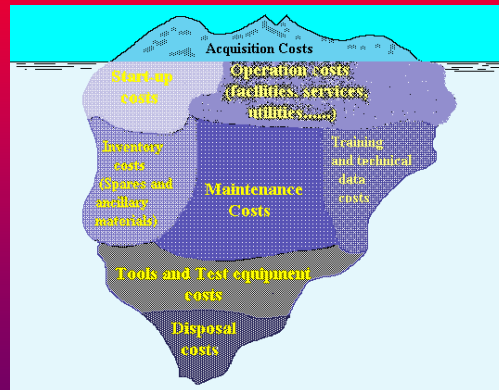 Acquisition Costs
Start-up
costs
Operation costs
(facilities, services,
utilities......)
Inventory
costs
(Spares and
ancillary
materials)
Maintenance
Costs
Training
and technical
data
costs
Tools and Test equipment
costs
Disposal
costs